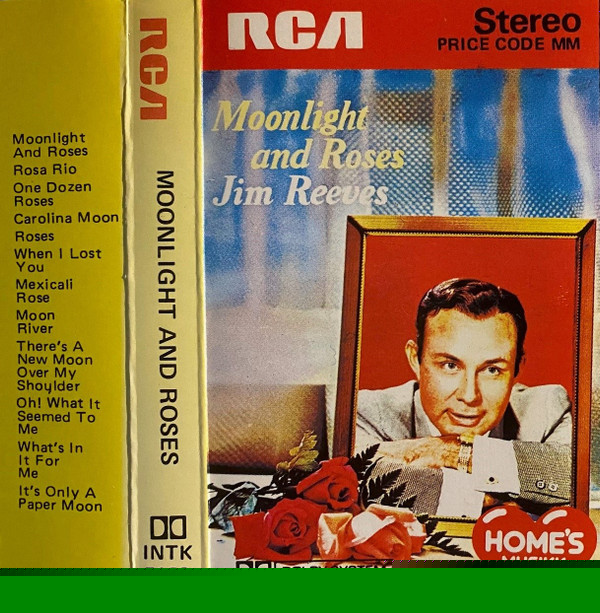 Moonlight
And Roses
Rosa Rio
One Dozen
Roses
Carolina Moon
Roses
When I Lost
You
Mexicali
Rose
Moon
River
There's A
New Moon
Over My
Shoulder
Oh! What It
Seemed To
Me
What's In
It For
Me
It's Only A
Paper Moon
RCA
MOONLIGHT AND ROSES
INTK
RCA
Stereo
PRICE CODE MM
Moonlight
and Roses
Jim Reeves
HOME'S